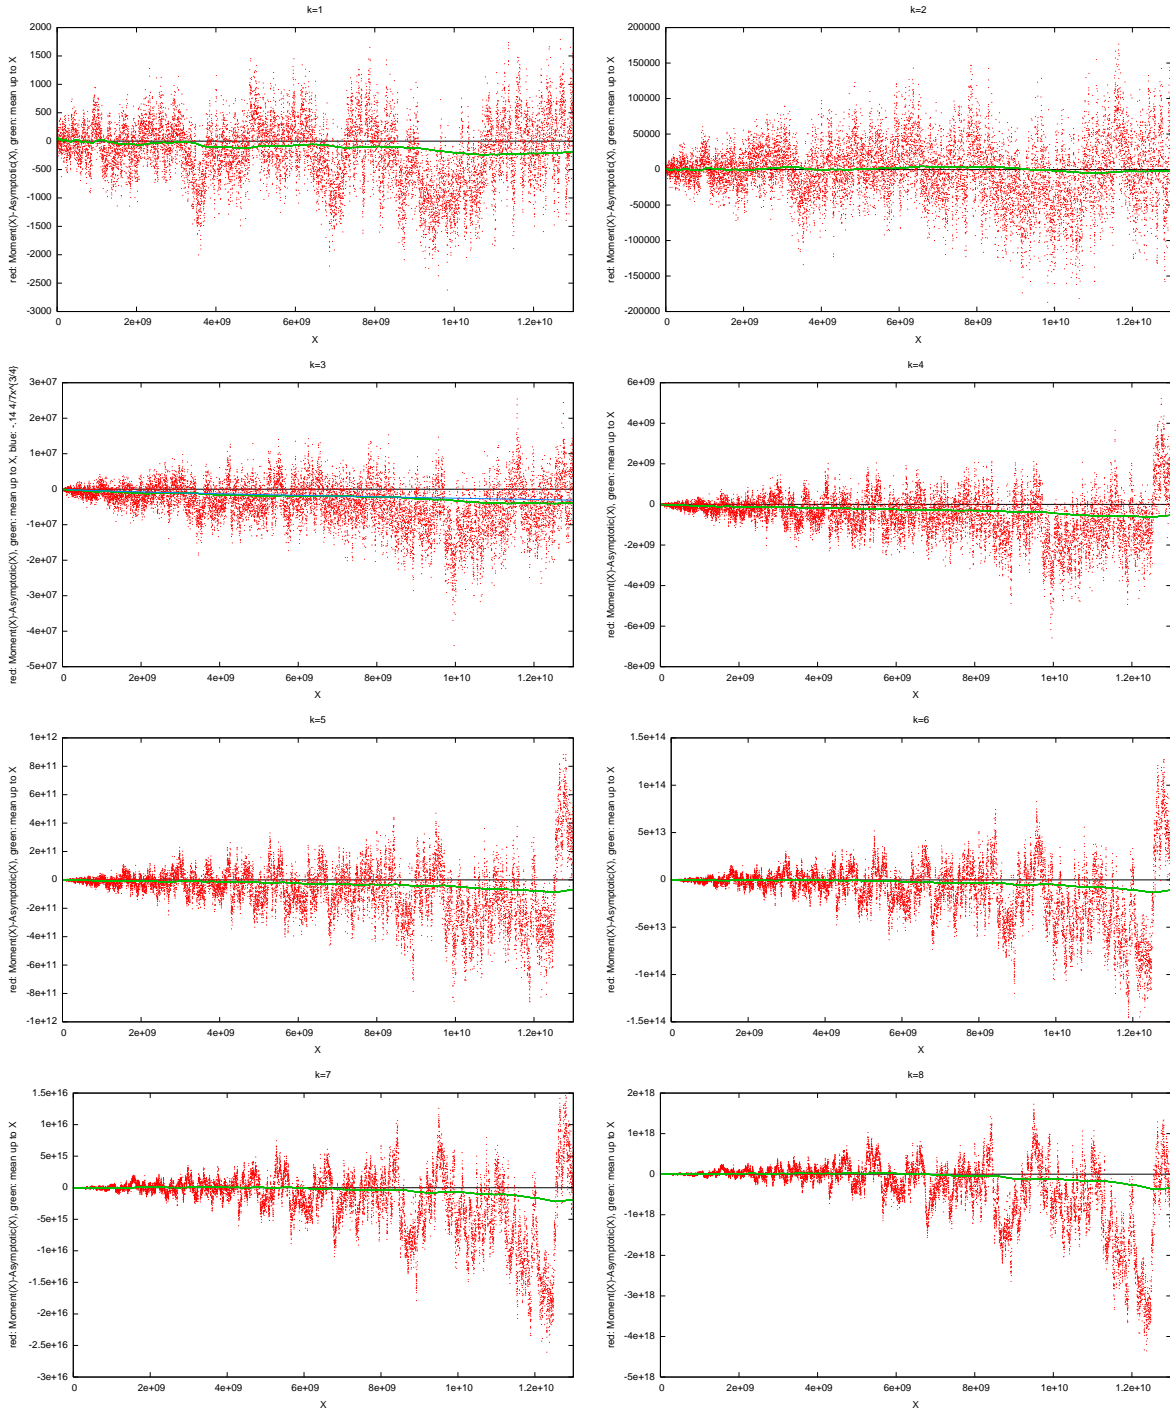 k=1
red: Moment(X)-Asymptotic(X), green: mean up to X
2000
1500
1000
500
0
-500
-1000
-1500
-2000
-2500
-3000
0 2e+09 4e+09 6e+09 8e+09 1e+10 1.2e+10
X
k=2
red: Moment(X)-Asymptotic(X), green: mean up to X
200000
150000
100000
50000
0
-50000
-100000
-150000
-200000
0 2e+09 4e+09 6e+09 8e+09 1e+10 1.2e+10
X
k=3
red: Moment(X)-Asymptotic(X), green: mean up to X, blue: -.14 4/7x^{3/4}
3e+07
2e+07
1e+07
0
-1e+07
-2e+07
-3e+07
-4e+07
-5e+07
0 2e+09 4e+09 6e+09 8e+09 1e+10 1.2e+10
X
k=4
red: Moment(X)-Asymptotic(X), green: mean up to X
6e+09
4e+09
2e+09
0
-2e+09
-4e+09
-6e+09
-8e+09
0 2e+09 4e+09 6e+09 8e+09 1e+10 1.2e+10
X
k=5
red: Moment(X)-Asymptotic(X), green: mean up to X
1e+12
8e+11
6e+11
4e+11
2e+11
0
-2e+11
-4e+11
-6e+11
-8e+11
-1e+12
0 2e+09 4e+09 6e+09 8e+09 1e+10 1.2e+10
X
k=6
red: Moment(X)-Asymptotic(X), green: mean up to X
1.5e+14
1e+14
5e+13
0
-5e+13
-1e+14
-1.5e+14
0 2e+09 4e+09 6e+09 8e+09 1e+10 1.2e+10
X
k=7
red: Moment(X)-Asymptotic(X), green: mean up to X
1.5e+16
1e+16
5e+15
0
-5e+15
-1e+16
-1.5e+16
-2e+16
-2.5e+16
-3e+16
0 2e+09 4e+09 6e+09 8e+09 1e+10 1.2e+10
X
k=8
red: Moment(X)-Asymptotic(X), green: mean up to X
2e+18
1e+18
0
-1e+18
-2e+18
-3e+18
-4e+18
-5e+18
0 2e+09 4e+09 6e+09 8e+09 1e+10 1.2e+10
X